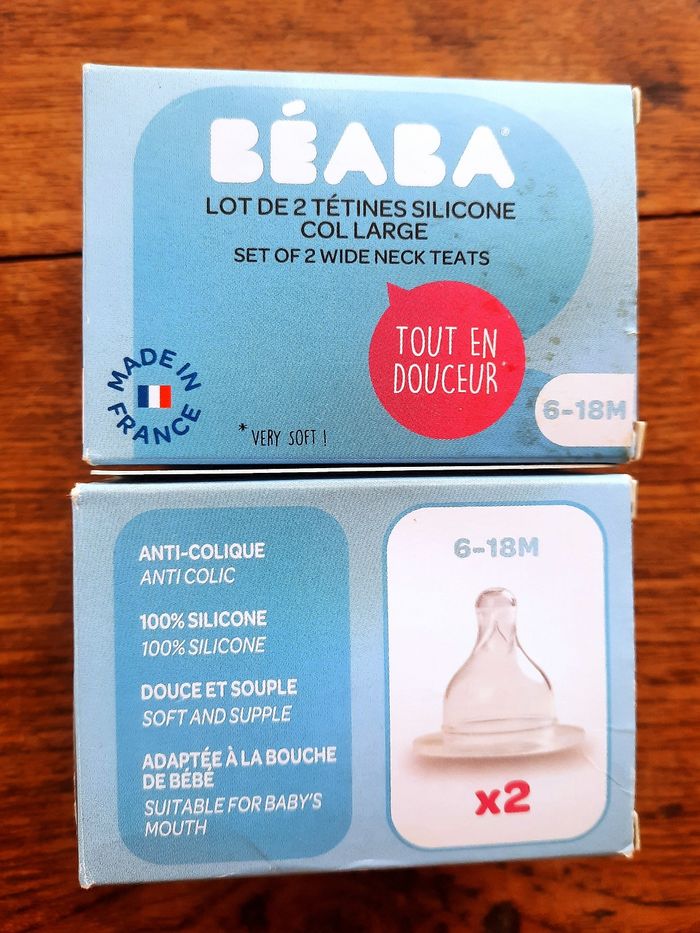 BÉABA®
LOT DE 2 TÉTINES SILICONE
COL LARGE
SET OF 2 WIDE NECK TEATS
TOUT EN
DOUCEUR*
MADE IN
FRANCE
6-18M
* VERY SOFT !
ANTI-COLIQUE
ANTI COLIC
100% SILICONE
100% SILICONE
DOUCE ET SOUPLE
SOFT AND SUPPLE
ADAPTÉE À LA BOUCHE
DE BÉBÉ
SUITABLE FOR BABY'S
MOUTH
6-18M
x2